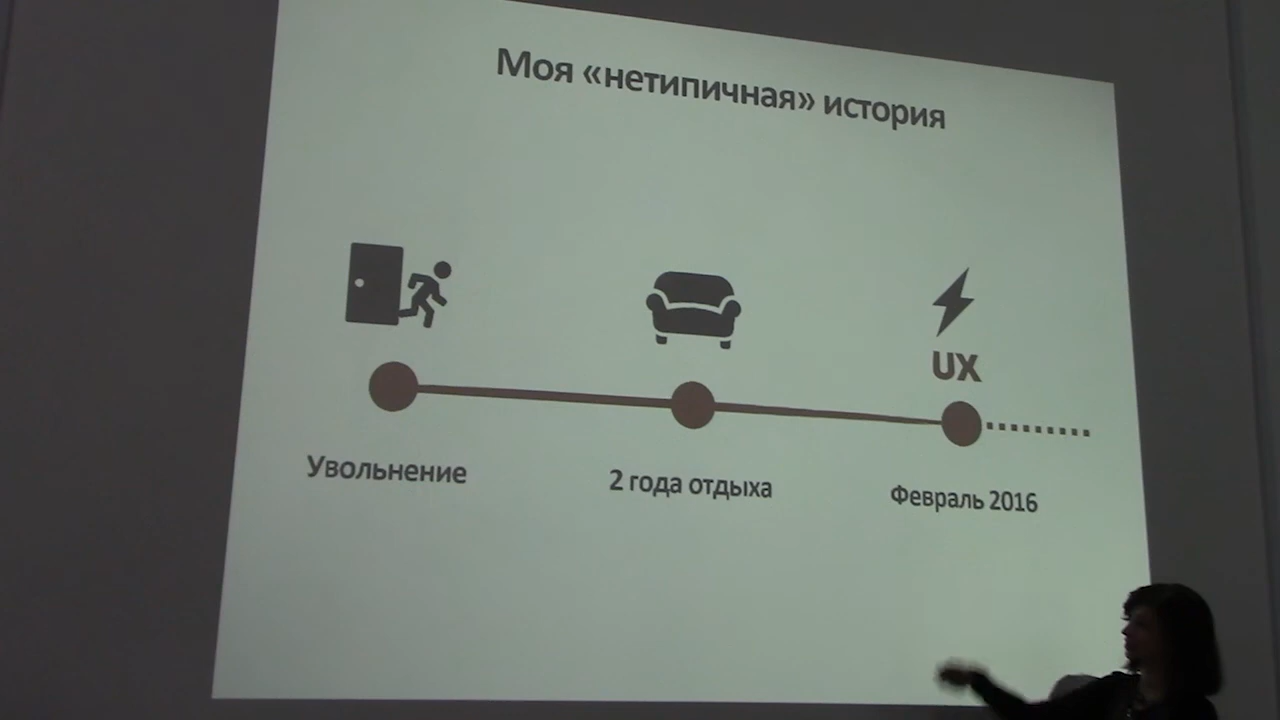 Моя «нетипичная» история
UX
Увольнение
2 года отдыха
Февраль 2016